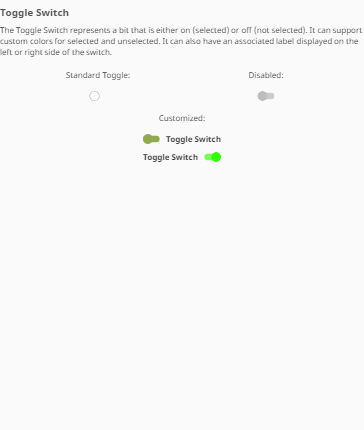 Toggle Switch
The Toggle Switch represents a bit that is either on (selected) or off (not selected). It can support
custom colors for selected and unselected. It can also have an associated label displayed on the
left or right side of the switch.
Standard Toggle:
Disabled:
Customized:
Toggle Switch
Toggle Switch